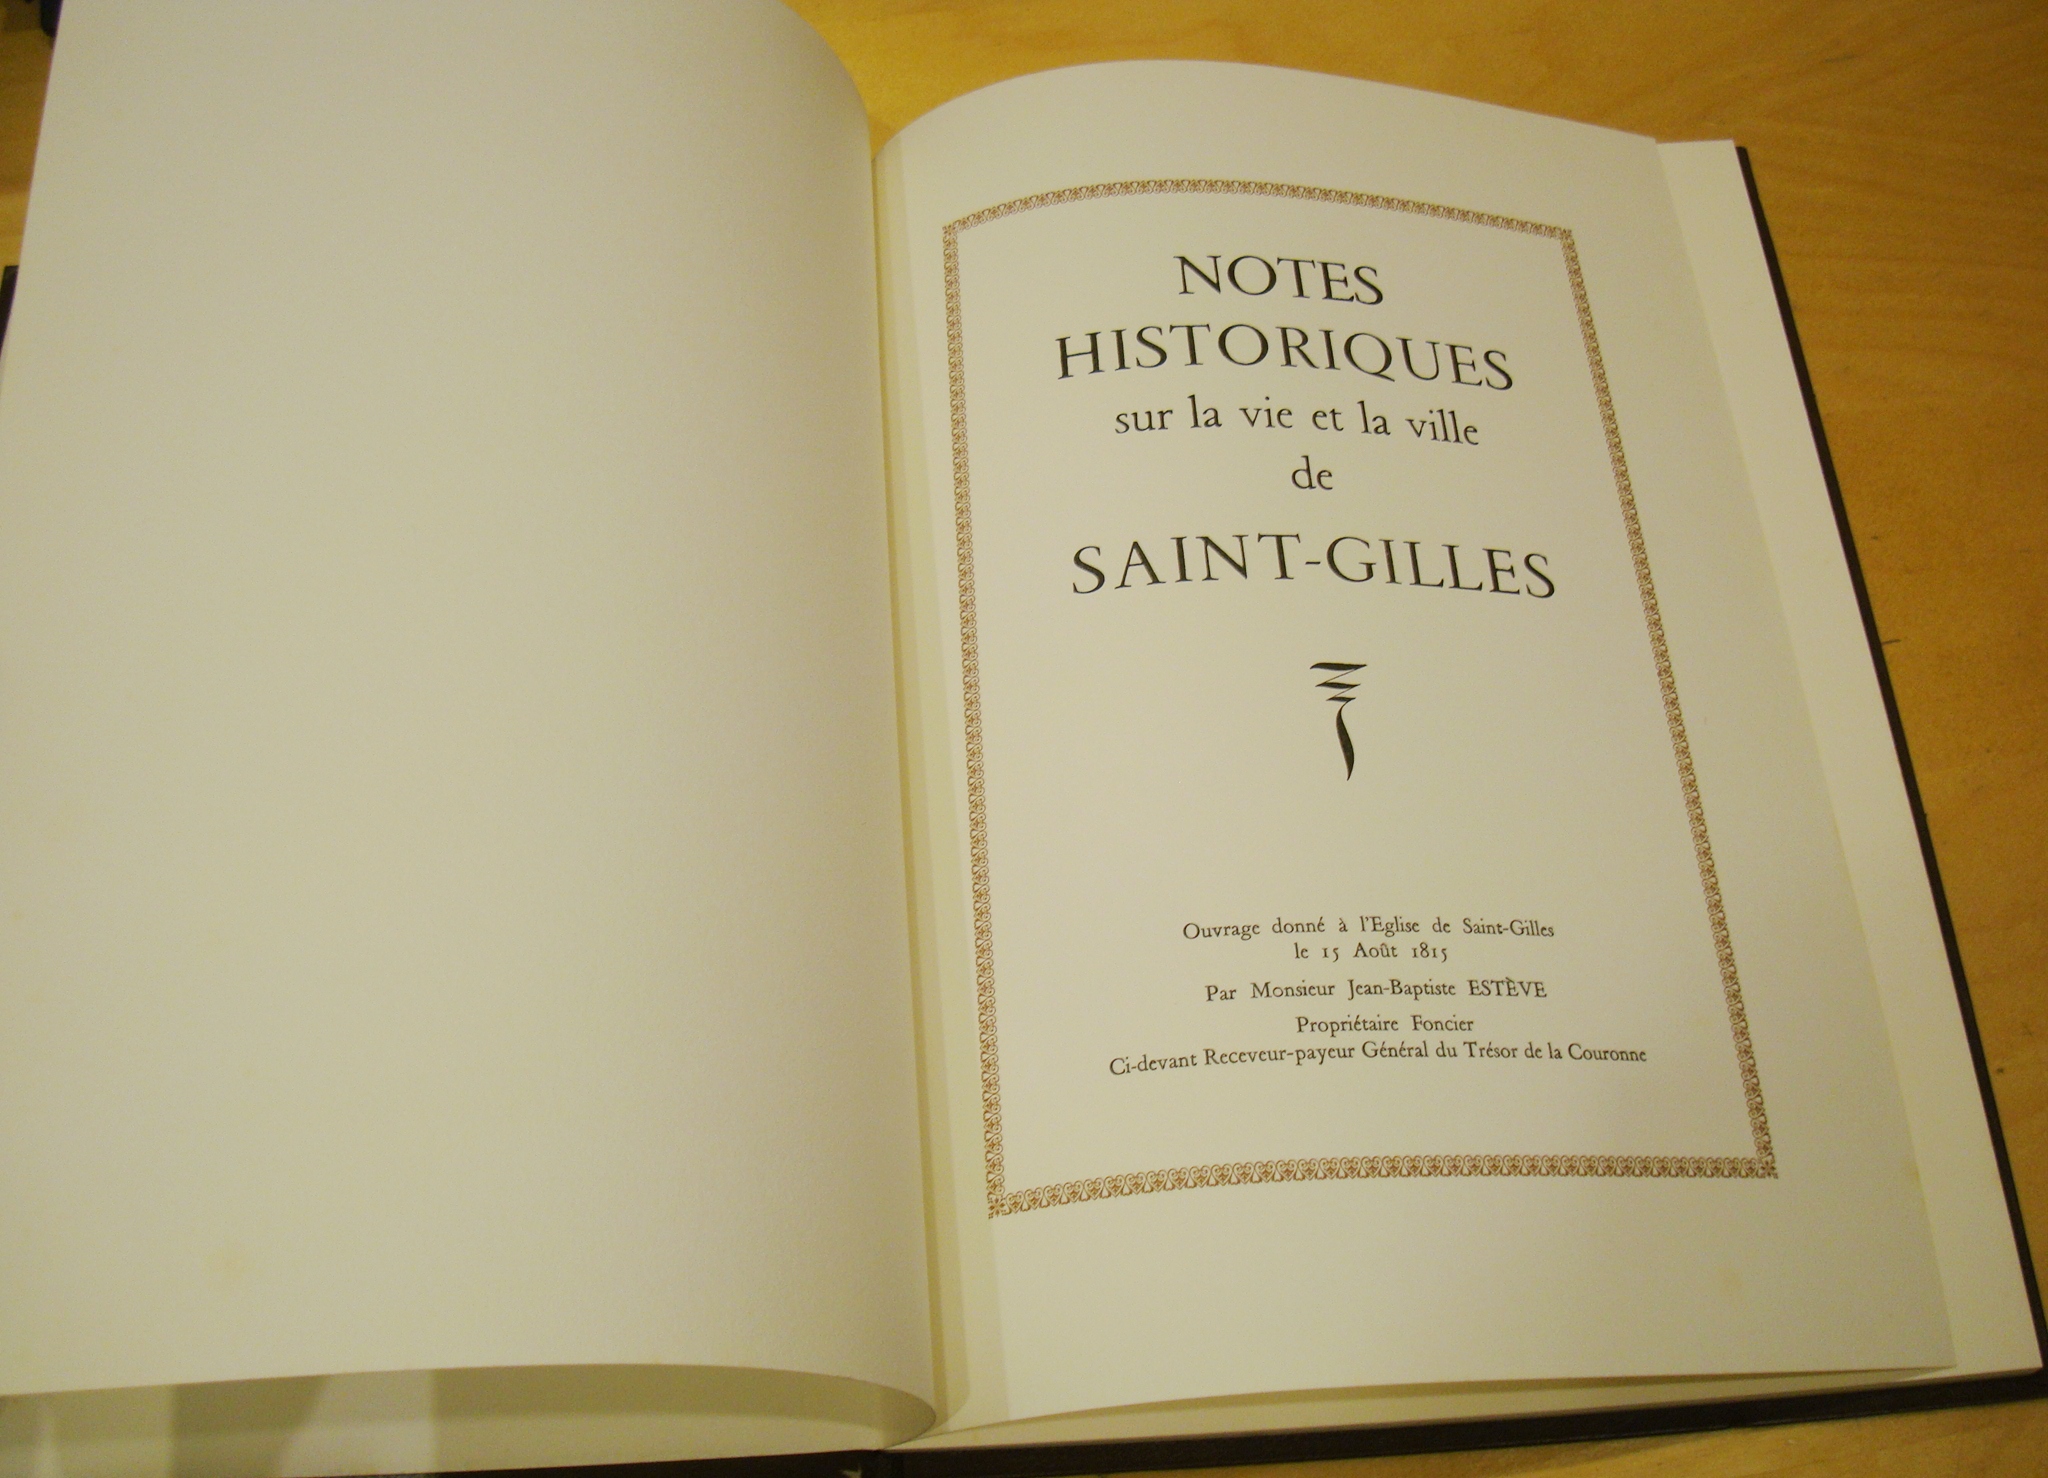 NOTES
HISTORIQUES
sur la vie et la ville
de
SAINT-GILLES
Ouvrage donné à l'Eglise de Saint-Gilles
le 15 Août 1815
Par Monsieur Jean-Baptiste ESTÈVE
Propriétaire Foncier
Ci-devant Receveur-payeur Général du Trésor de la Couronne